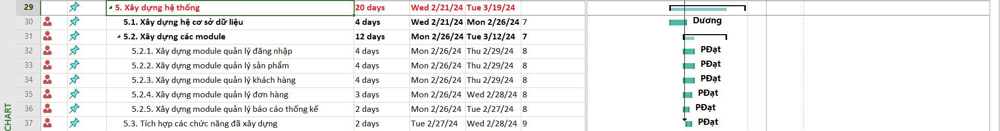 29 5. Xây dựng hệ thống 20 days Wed 2/21/24 Tue 3/19/24
30 5.1. Xây dựng hệ cơ sở dữ liệu 4 days Wed 2/21/24 Mon 2/26/24 7 Dương
31 5.2. Xây dựng các module 12 days Mon 2/26/24 Tue 3/12/24 7
32 5.2.1. Xây dựng module quản lý đăng nhập 4 days Mon 2/26/24 Thu 2/29/24 8 PĐạt
33 5.2.2. Xây dựng module quản lý sản phẩm 4 days Mon 2/26/24 Thu 2/29/24 8 PĐạt
34 5.2.3. Xây dựng module quản lý khách hàng 4 days Mon 2/26/24 Thu 2/29/24 8 PĐạt
35 5.2.4. Xây dựng module quản lý đơn hàng 3 days Mon 2/26/24 Wed 2/28/24 8 PĐạt
36 5.2.5. Xây dựng module quản lý báo cáo thống kế 2 days Mon 2/26/24 Tue 2/27/24 8 PĐạt
37 5.3. Tích hợp các chức năng đã xây dựng 2 days Tue 2/27/24 Wed 2/28/24 9 PĐạt
CHART